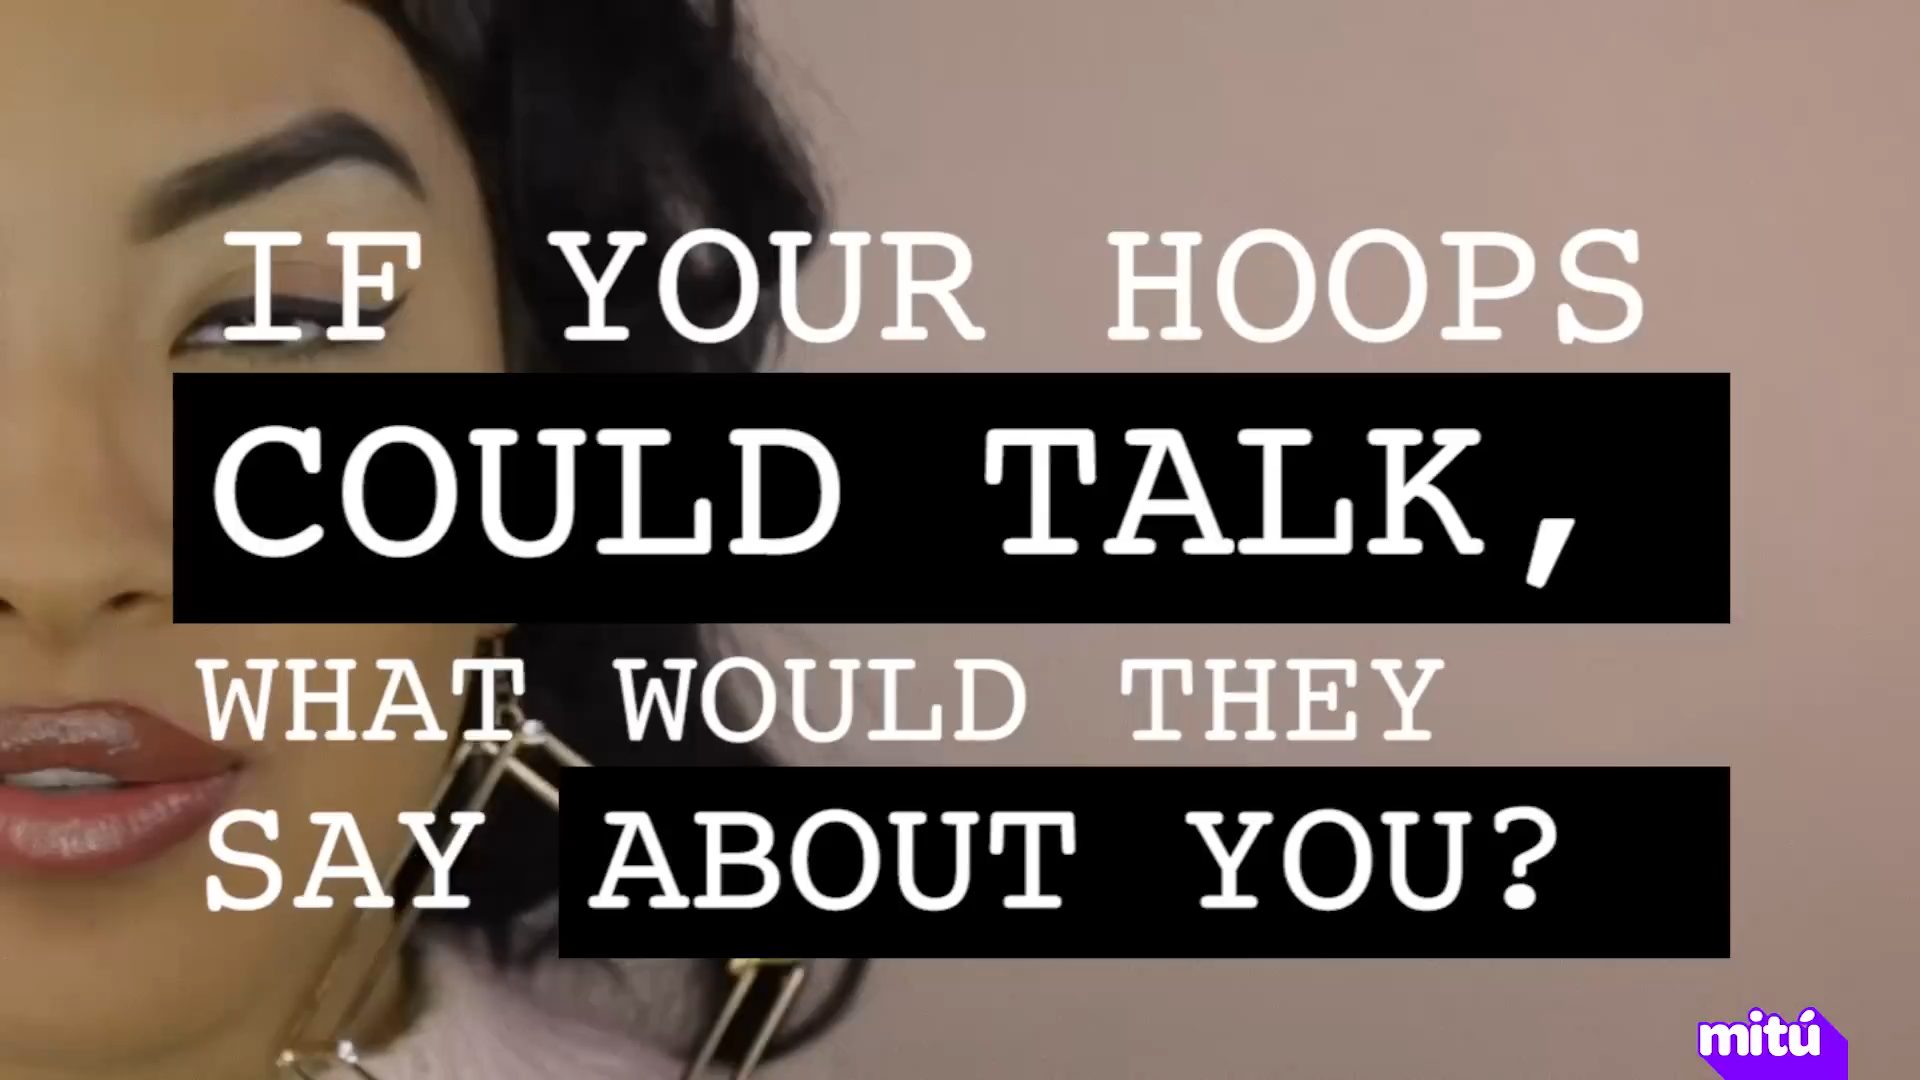 IF YOUR HOOPS
COULD TALK,
WHAT WOULD THEY
SAY ABOUT YOU?
mitú